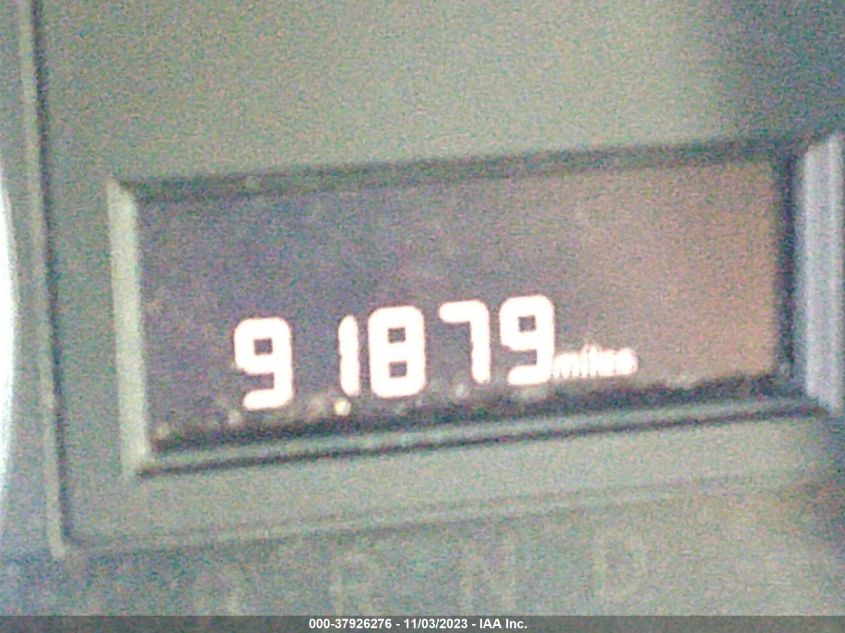 91879 miles
P R N D
000-37926276 - 11/03/2023 - IAA Inc.